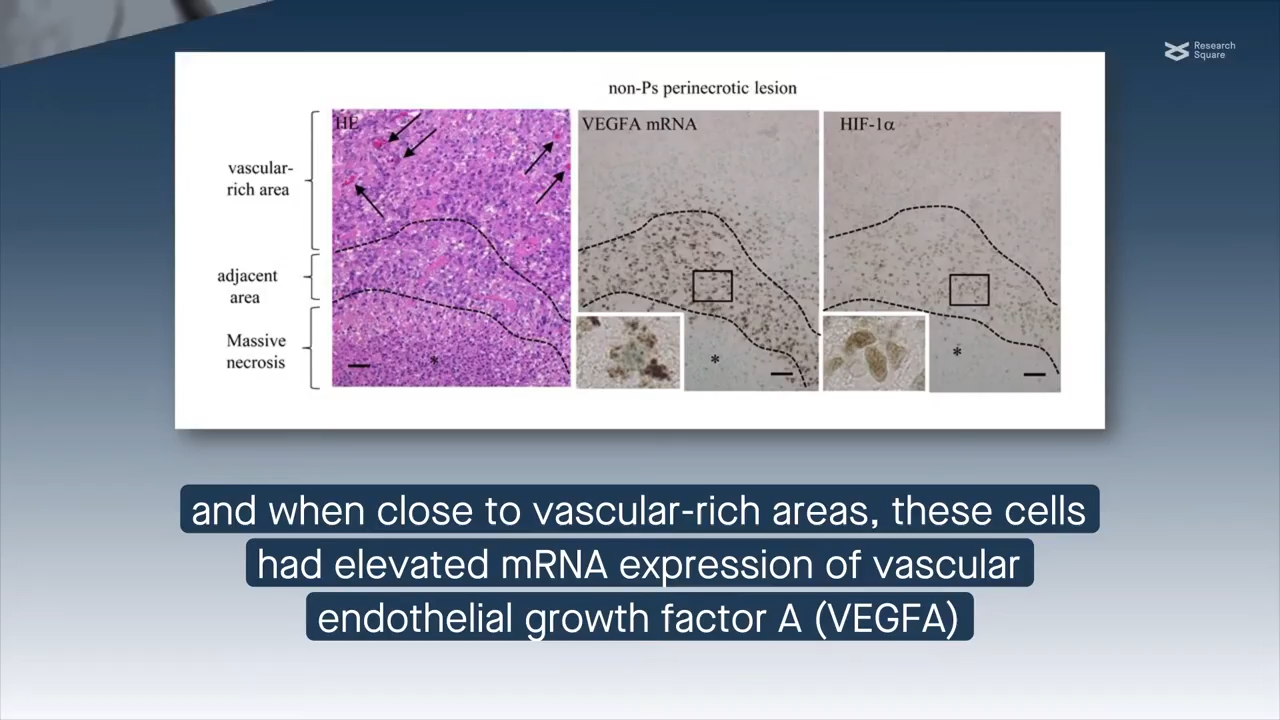 Research
Square
non-Ps perinecrotic lesion
HE
VEGFA mRNA
HIF-1α
vascular-
rich area
adjacent
area
Massive
necrosis
*
*
*
and when close to vascular-rich areas, these cells
had elevated mRNA expression of vascular
endothelial growth factor A (VEGFA)